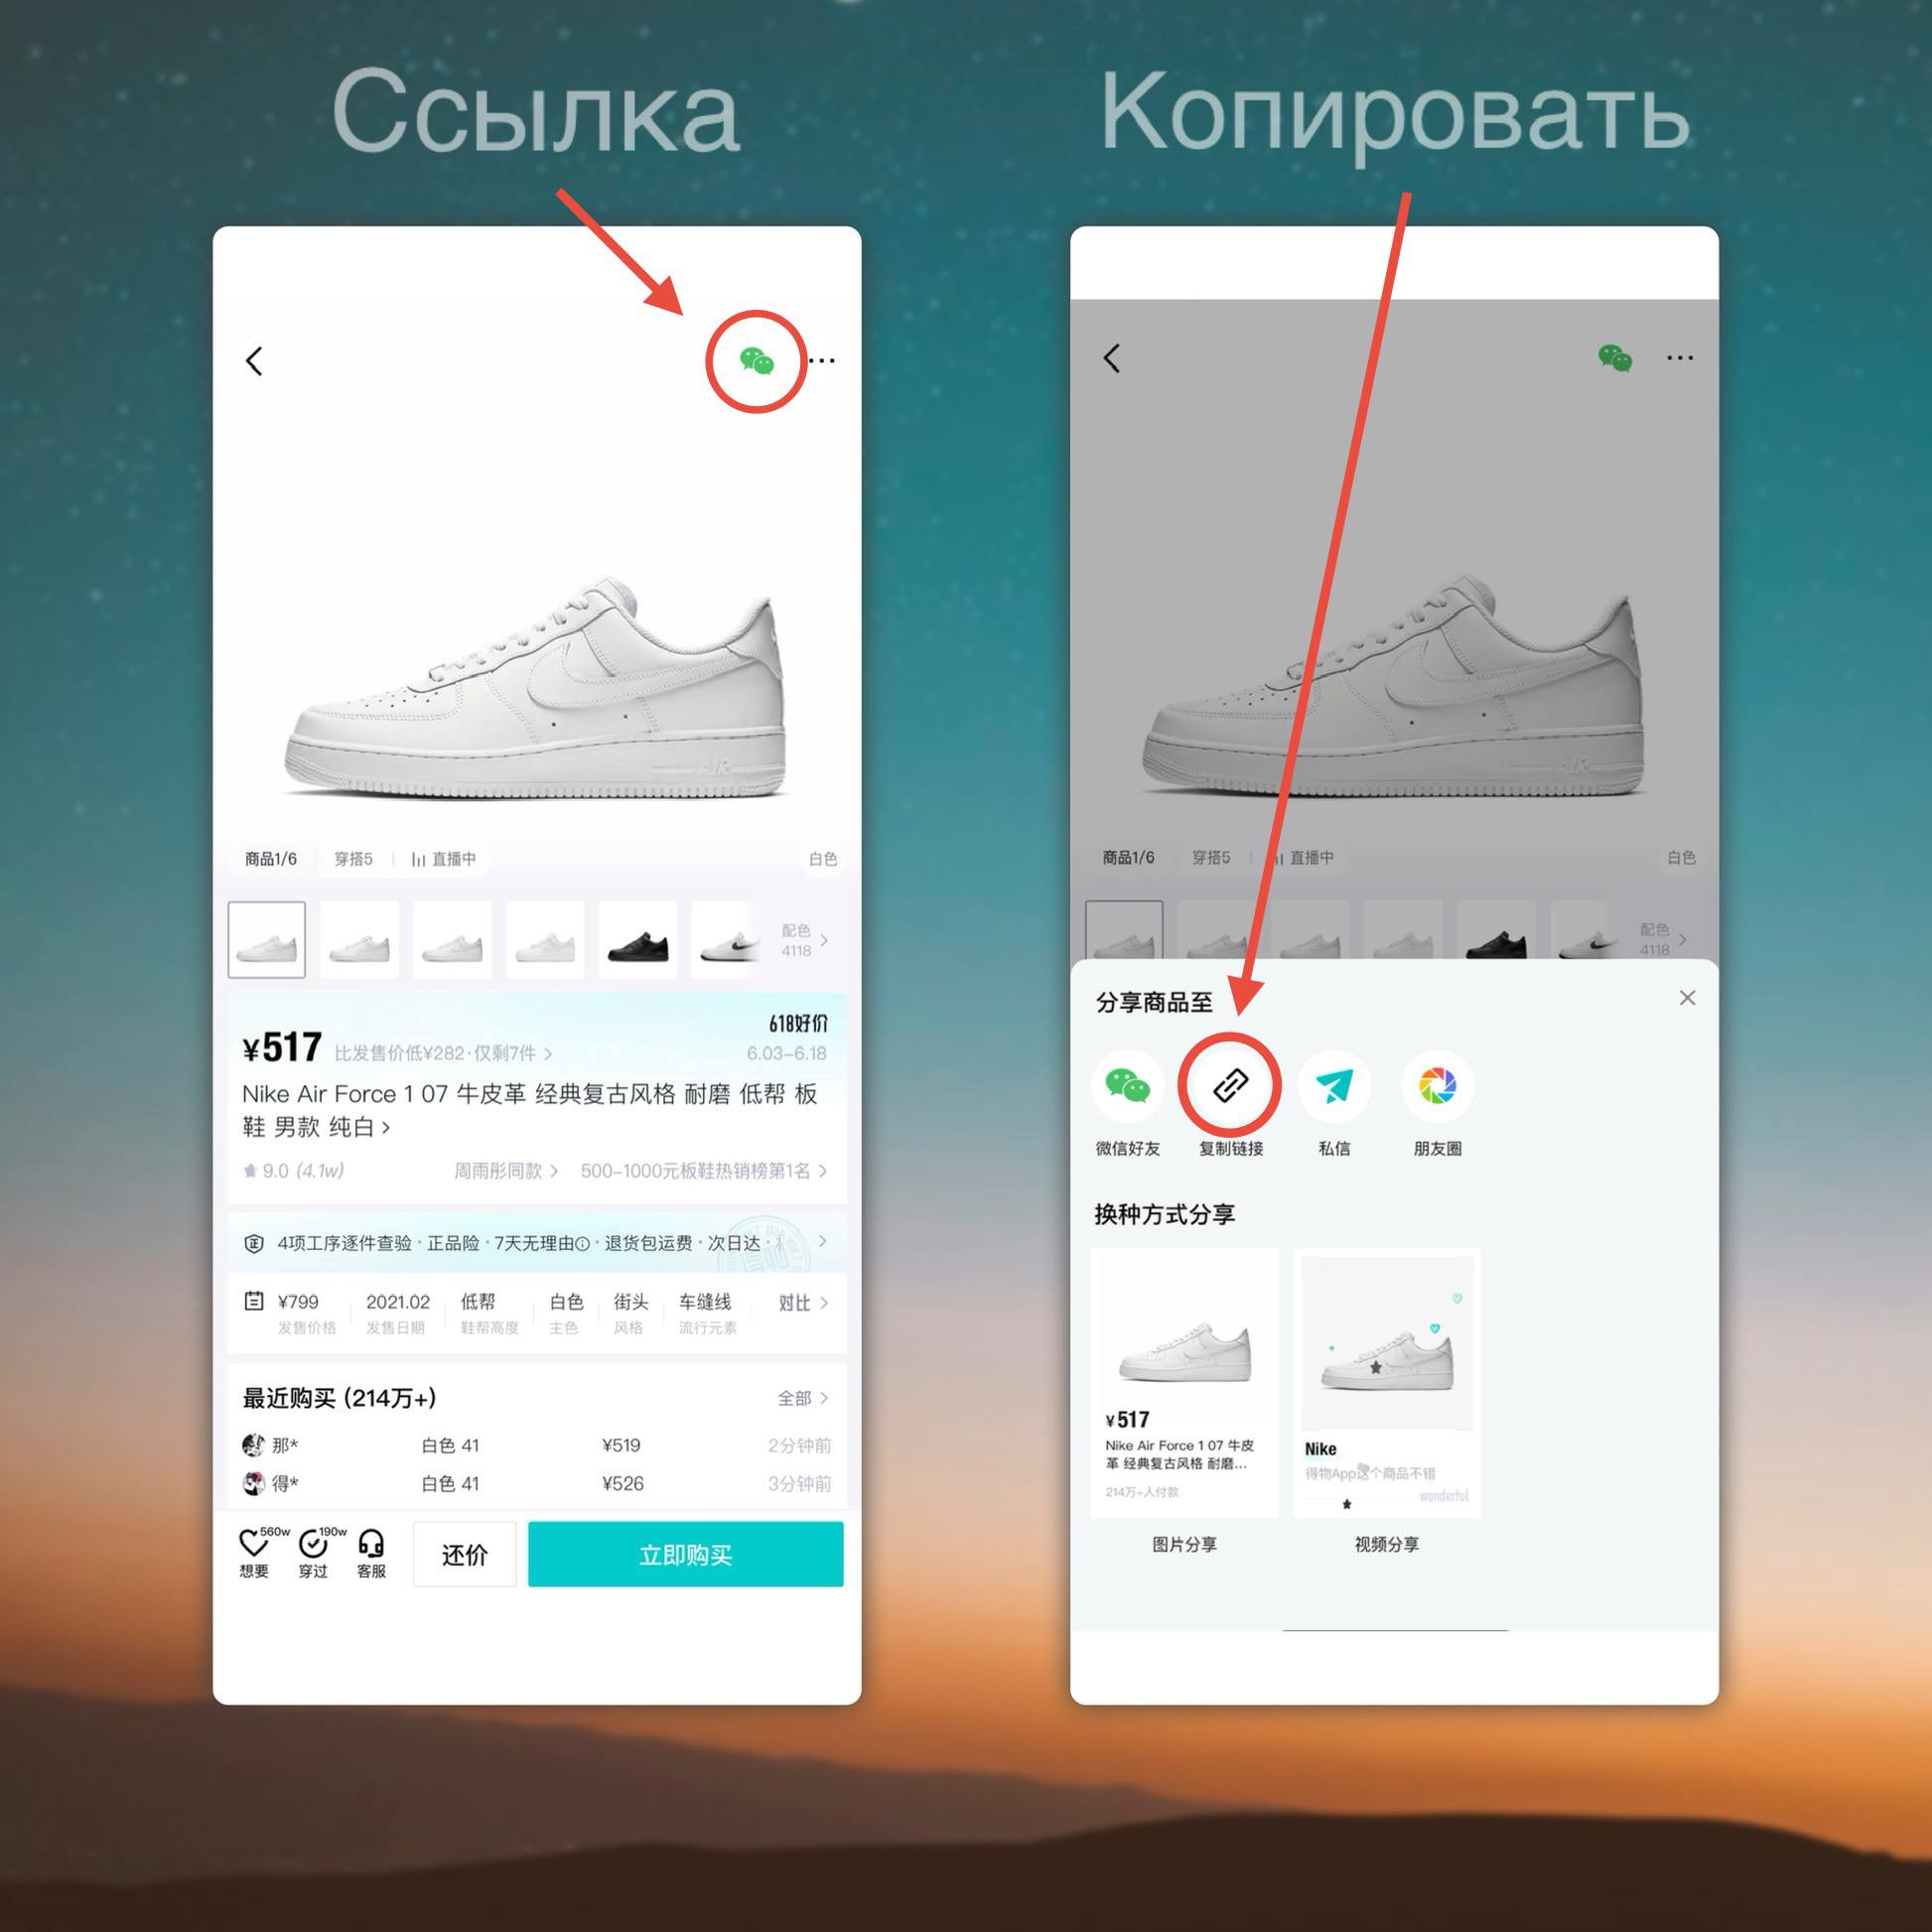 Ссылка
Копировать
商品1/6 穿搭5 直播中 白色
配色
4118
¥517 比发售价低¥282·仅剩7件
618好价
6.03-6.18
Nike Air Force 1 07 牛皮革 经典复古风格 耐磨 低帮 板
鞋 男款 纯白
9.0 (4.1w) 周雨彤同款 500-1000元板鞋热销榜第1名
4项工序逐件查验 · 正品险 · 7天无理由 · 退货包运费 · 次日达
¥799 2021.02 低帮 白色 街头 车缝线 对比
发售价格 发售日期 鞋帮高度 主色 风格 流行元素
最近购买 (214万+) 全部
那* 白色 41 ¥519 2分钟前
得* 白色 41 ¥526 3分钟前
560w 190w
想要 穿过 客服 还价 立即购买
商品1/6 穿搭5 直播中 白色
配色
4118
分享商品至
微信好友 复制链接 私信 朋友圈
换种方式分享
¥517
Nike Air Force 1 07 牛皮
革 经典复古风格 耐磨...
214万+人付款
图片分享
Nike
得物App这个商品不错
wonderful
视频分享